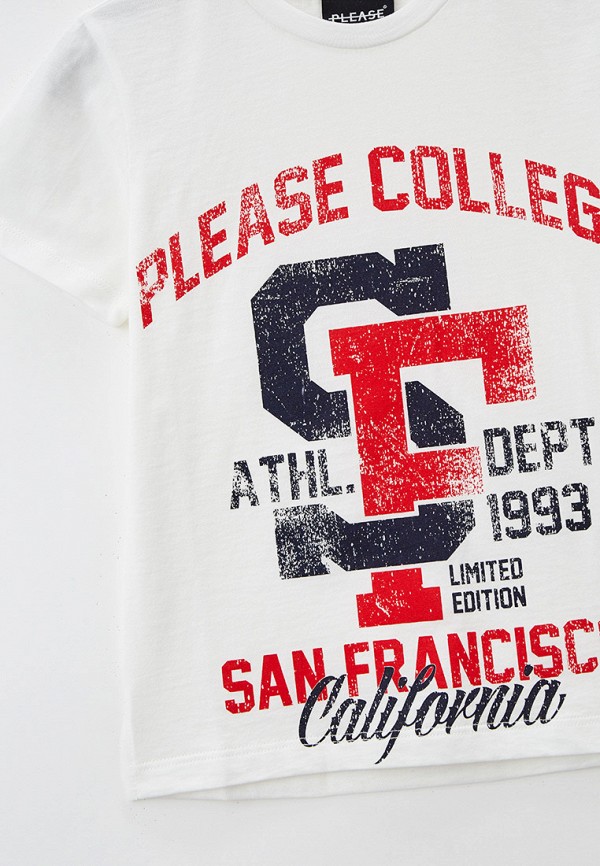 PLEASE
PLEASE COLLEG
SF
ATHL. DEPT
1993
LIMITED
EDITION
SAN FRANCISC
California